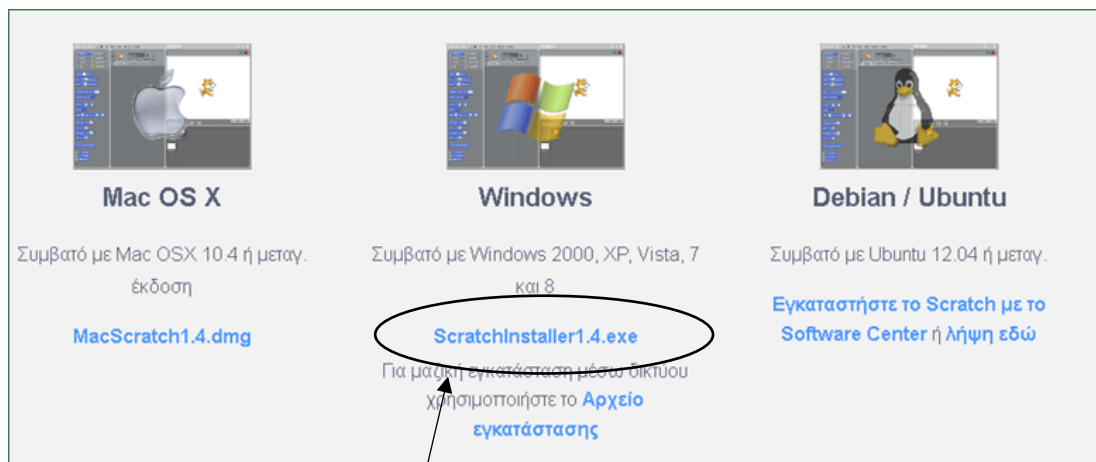 Mac OS X
Συμβατό με Mac OSX 10.4 ή μεταγ.
έκδοση
MacScratch1.4.dmg
Windows
Συμβατό με Windows 2000, XP, Vista, 7
και 8
ScratchInstaller1.4.exe
Για μαζική εγκατάσταση μέσω δικτύου
χρησιμοποιήστε το Αρχείο
εγκατάστασης
Debian / Ubuntu
Συμβατό με Ubuntu 12.04 ή μεταγ.
Εγκαταστήστε το Scratch με το
Software Center ή λήψη εδώ